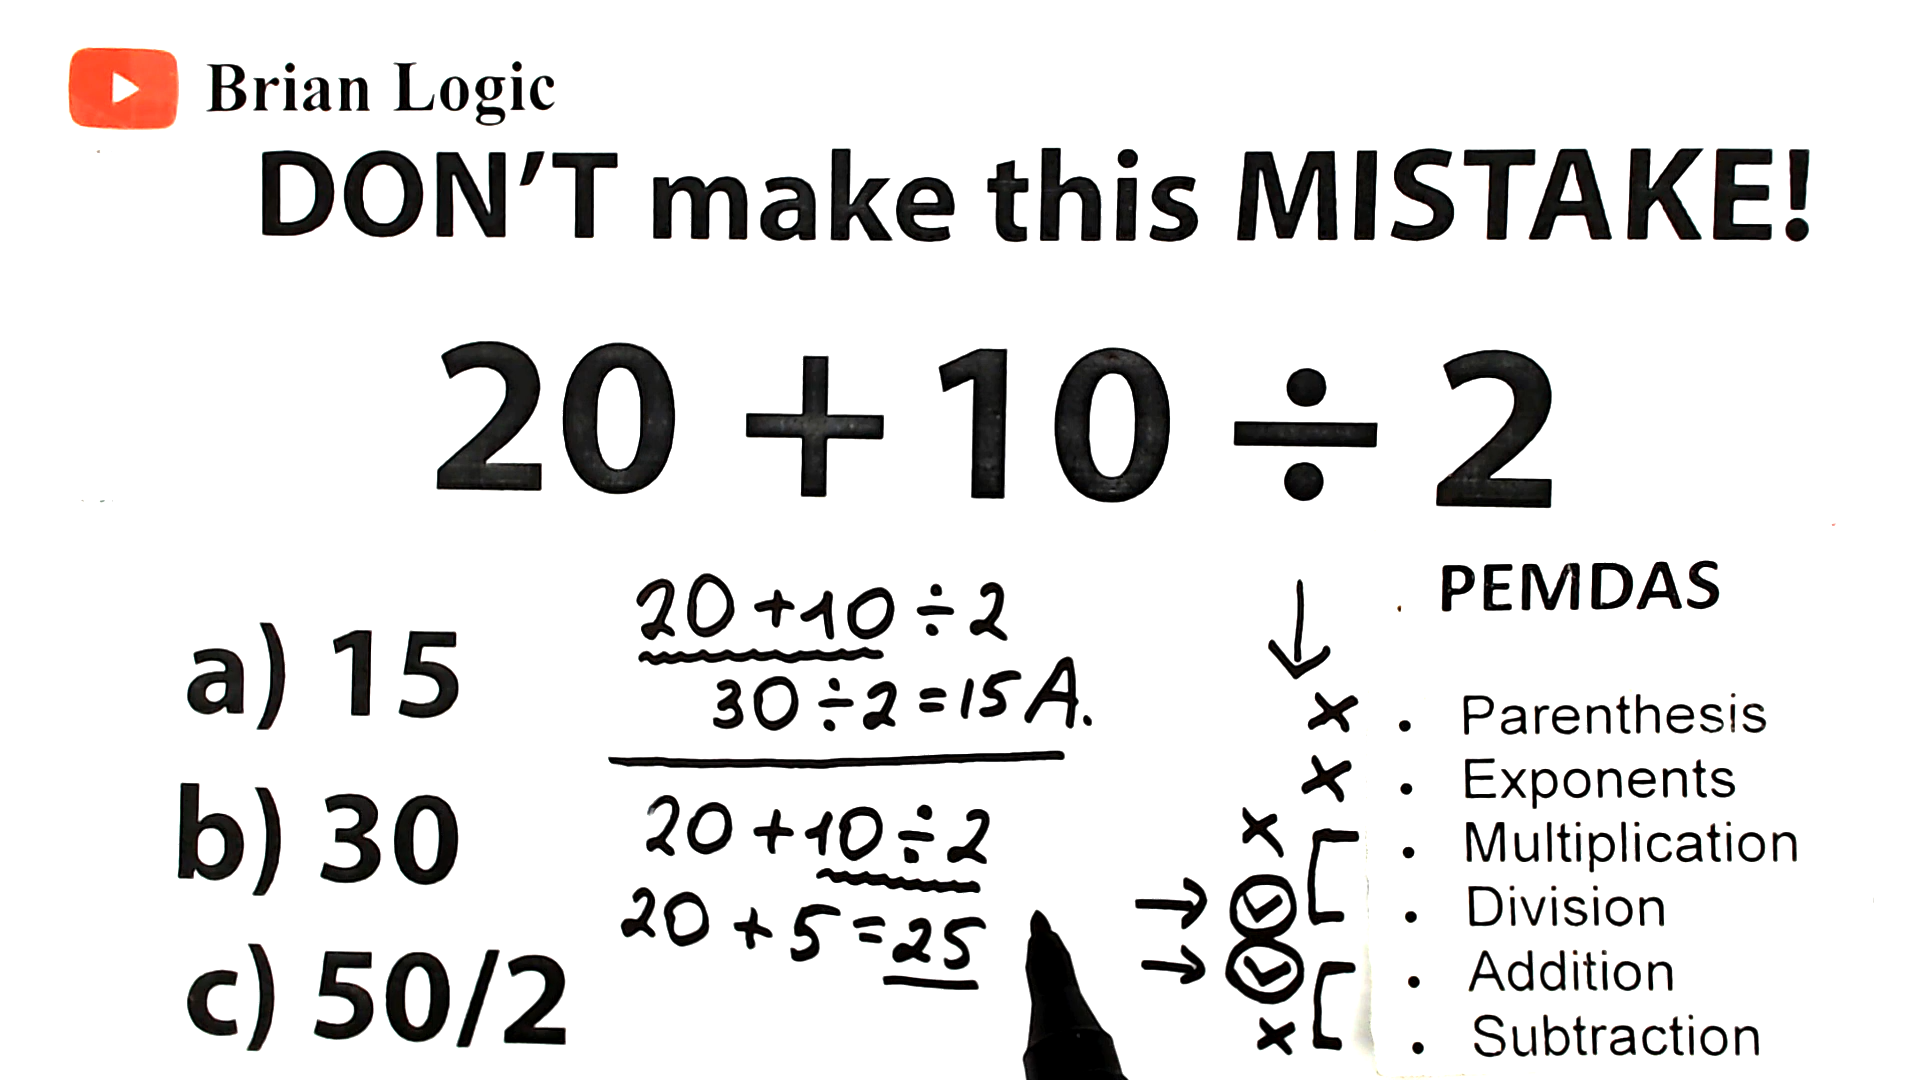 Brian Logic
DON'T make this MISTAKE!
20 + 10 ÷ 2
a) 15
b) 30
c) 50/2
20 + 10 ÷ 2
30 ÷ 2 = 15 A.
20 + 10 ÷ 2
20 + 5 = 25
PEMDAS
• Parenthesis
• Exponents
• Multiplication
• Division
• Addition
• Subtraction